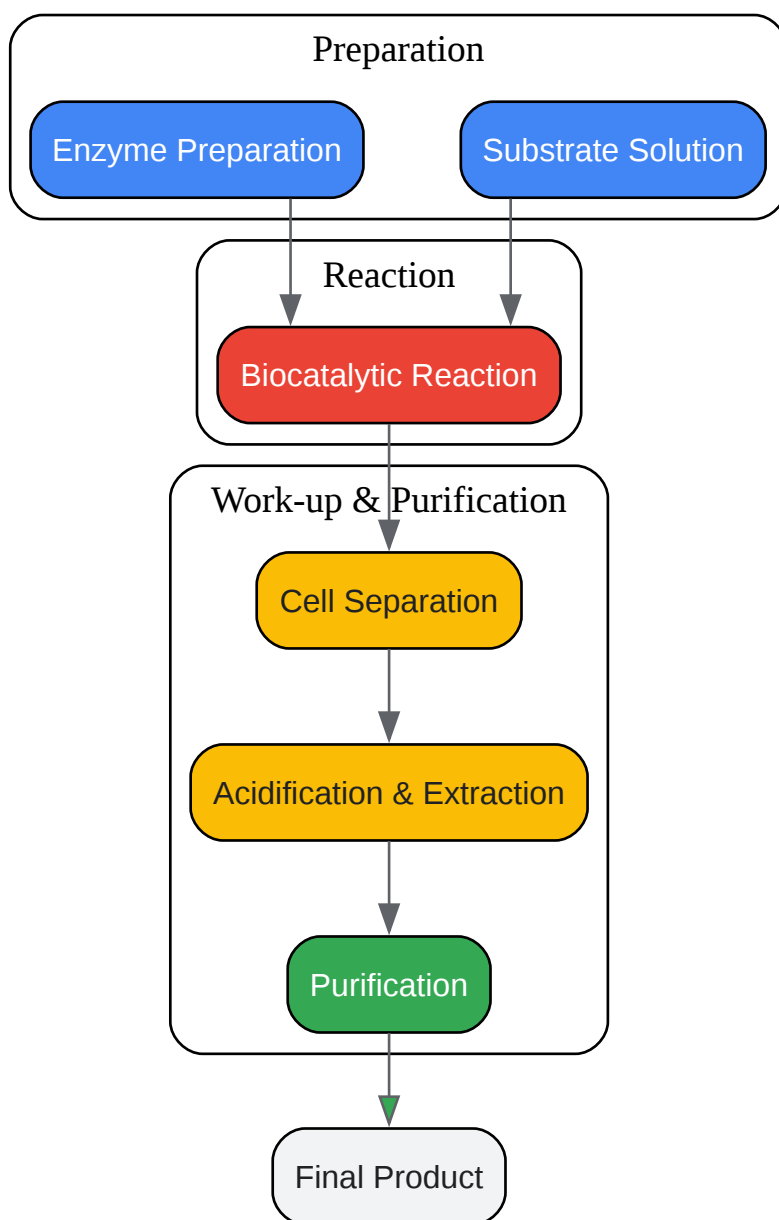 Preparation
Enzyme Preparation
Substrate Solution
Reaction
Biocatalytic Reaction
Work-up & Purification
Cell Separation
Acidification & Extraction
Purification
Final Product